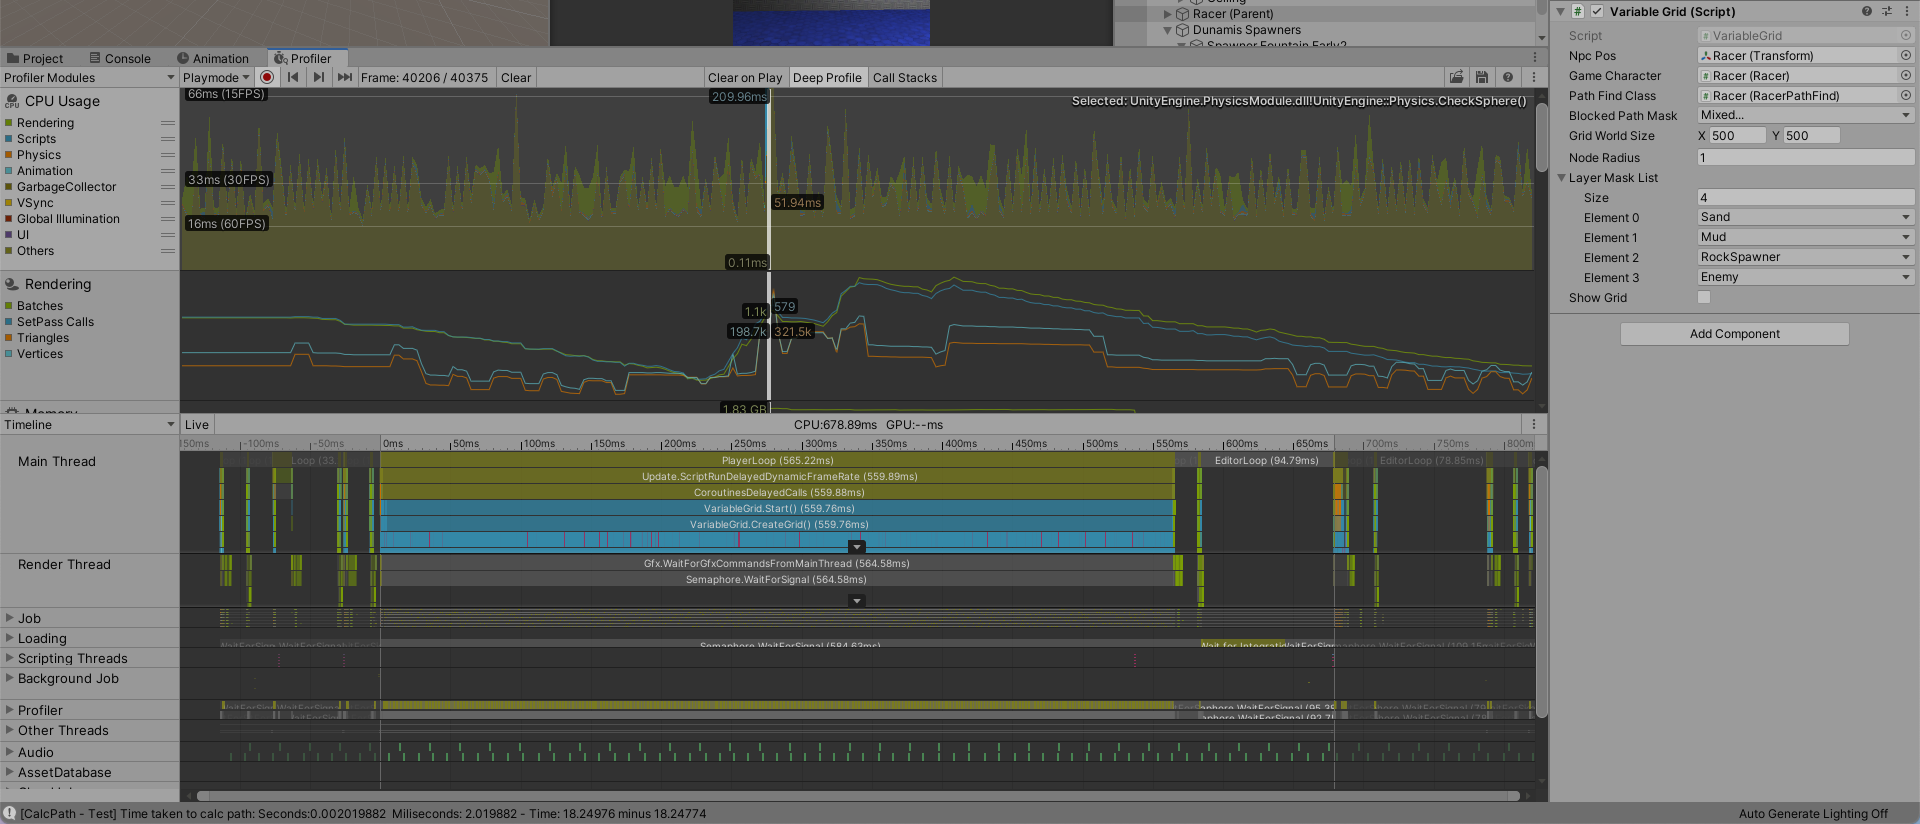 Racer (Parent)
Dunamis Spawners
Spawner Fountain Early2
Project
Console
Animation
Profiler
Profiler Modules
Playmode
Frame: 40206 / 40375
Clear
Clear on Play
Deep Profile
Call Stacks
CPU Usage
Rendering
Scripts
Physics
Animation
GarbageCollector
VSync
Global Illumination
UI
Others
66ms (15FPS)
33ms (30FPS)
16ms (60FPS)
209.96ms
51.94ms
0.11ms
Selected: UnityEngine.PhysicsModule.dll!UnityEngine::Physics.CheckSphere()
Rendering
Batches
SetPass Calls
Triangles
Vertices
1.1k
579
198.7k
321.5k
Memory
1.83 GB
Timeline
Live
CPU:678.89ms GPU:--ms
-100ms
-50ms
0ms
50ms
100ms
150ms
200ms
250ms
300ms
350ms
400ms
450ms
500ms
550ms
600ms
650ms
700ms
750ms
Main Thread
Loop (33.
PlayerLoop (565.22ms)
EditorLoop (94.79ms)
EditorLoop (78.85ms)
Update.ScriptRunDelayedDynamicFrameRate (559.89ms)
CoroutinesDelayedCalls (559.88ms)
VariableGrid.Start() (559.76ms)
VariableGrid.CreateGrid() (559.76ms)
Render Thread
Gfx.WaitForGfxCommandsFromMainThread (564.58ms)
Semaphore.WaitForSignal (564.58ms)
Job
Loading
Semaphore.WaitForSignal (584.63ms)
Scripting Threads
Background Job
Profiler
Other Threads
Audio
AssetDatabase
[CalcPath - Test] Time taken to calc path: Seconds:0.002019882 Miliseconds: 2.019882 - Time: 18.24976 minus 18.24774
Auto Generate Lighting Off
Variable Grid (Script)
Script
VariableGrid
Npc Pos
Racer (Transform)
Game Character
Racer (Racer)
Path Find Class
Racer (RacerPathFind)
Blocked Path Mask
Mixed...
Grid World Size
X 500
Y 500
Node Radius
1
Layer Mask List
Size
4
Element 0
Sand
Element 1
Mud
Element 2
RockSpawner
Element 3
Enemy
Show Grid
Add Component